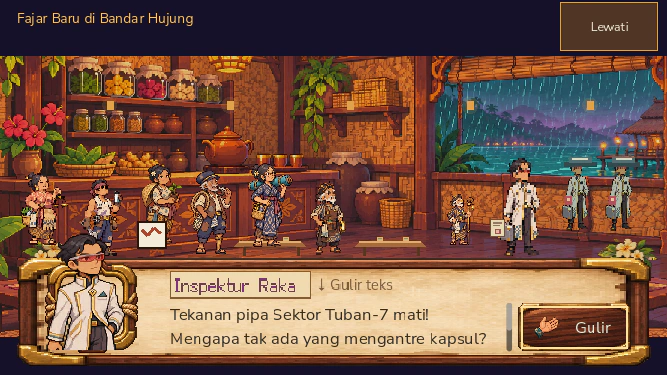 Fajar Baru di Bandar Hujung
Lewati
Inspektur Raka
↓ Gulir teks
Tekanan pipa Sektor Tuban-7 mati!
Mengapa tak ada yang mengantre kapsul?
Gulir